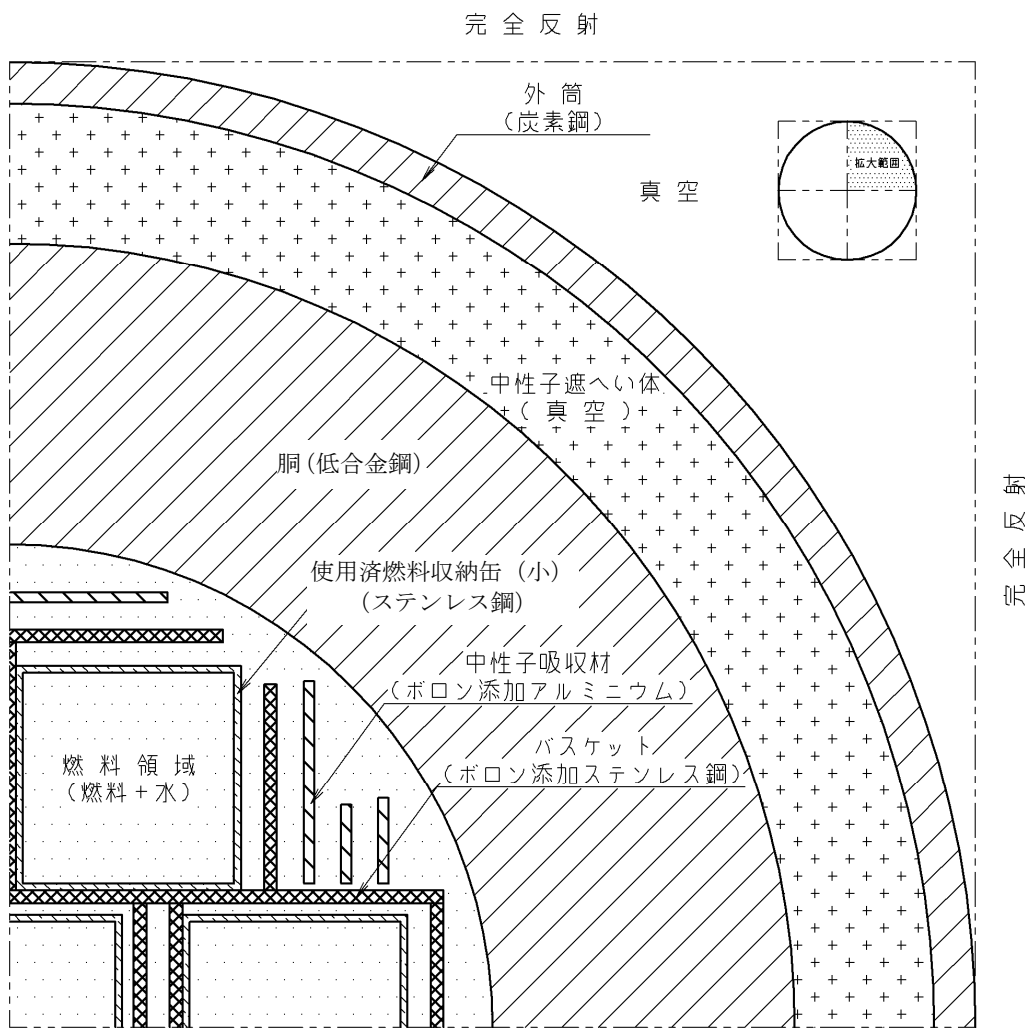 完全反射
外筒
(炭素鋼)
拡大範囲
真空
中性子遮へい体
(真空)
胴(低合金鋼)
完全反射
使用済燃料収納缶(小)
(ステンレス鋼)
中性子吸収材
(ボロン添加アルミニウム)
バスケット
(ボロン添加ステンレス鋼)
燃料領域
(燃料+水)